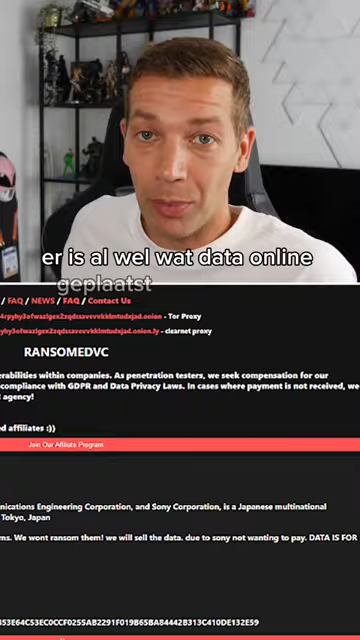 er is al wel wat data online
geplaatst
/ FAQ / NEWS / FAQ / Contact Us
- Tor Proxy
- clearnet proxy
RANSOMEDVC
erabilities within companies. As penetration testers, we seek compensation for our
compliance with GDPR and Data Privacy Laws. In cases where payment is not received, we
agency!
ed affiliates :))
Join Our Affiliate Program
nications Engineering Corporation, and Sony Corporation, is a Japanese multinational
Tokyo, Japan
ms. We wont ransom them! we will sell the data. due to sony not wanting to pay. DATA IS FOR